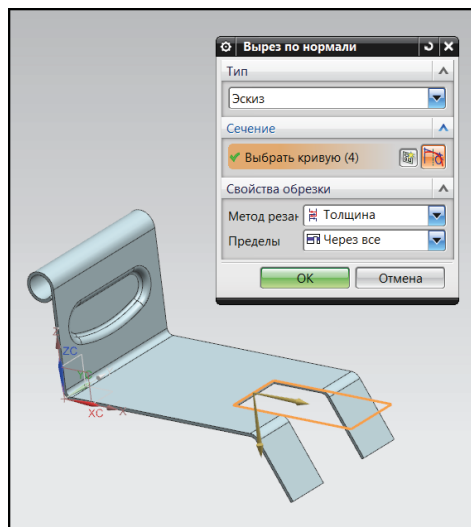 Вырез по нормали
Тип
Эскиз
Сечение
Выбрать кривую (4)
Свойства обрезки
Метод резан Толщина
Пределы Через все
ОК Отмена
ZC
XC X